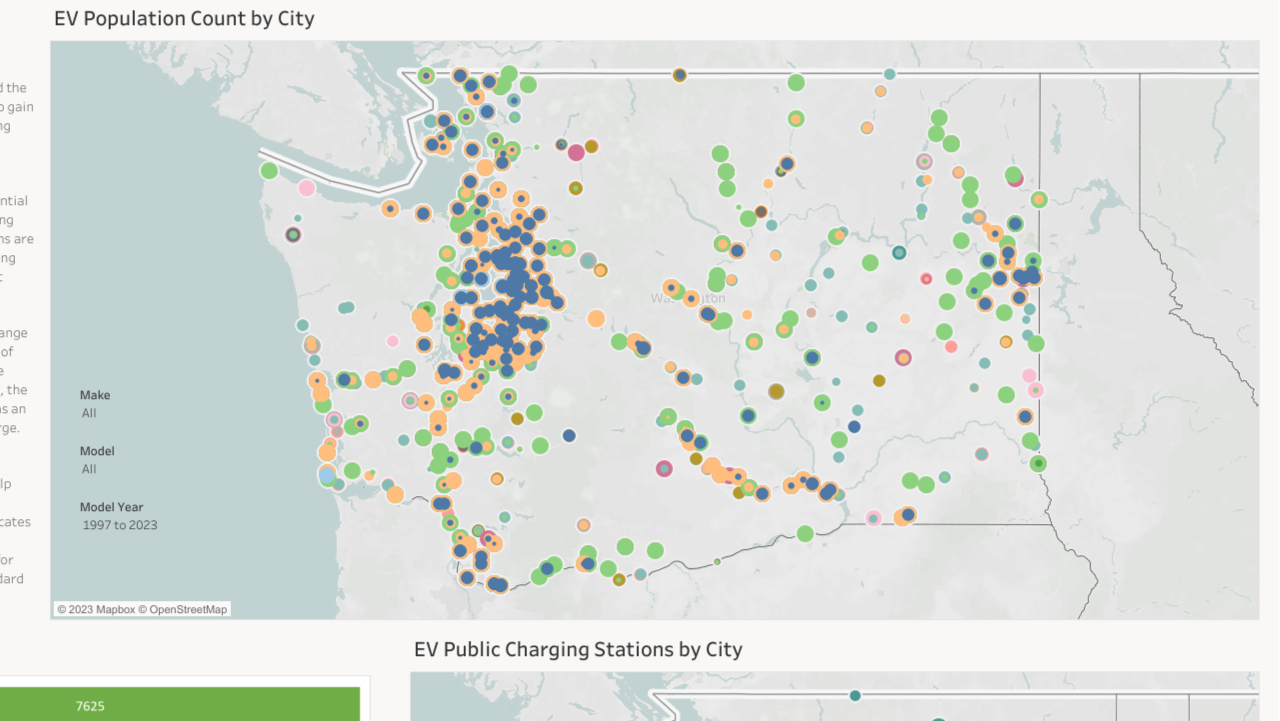 EV Population Count by City
d the
o gain
ng
ntial
ng
ns are
ng
t
ange
of
e
, the
s an
rge.
lp
cates
or
dard
Washington
Make
All
Model
All
Model Year
1997 to 2023
© 2023 Mapbox © OpenStreetMap
EV Public Charging Stations by City
7625